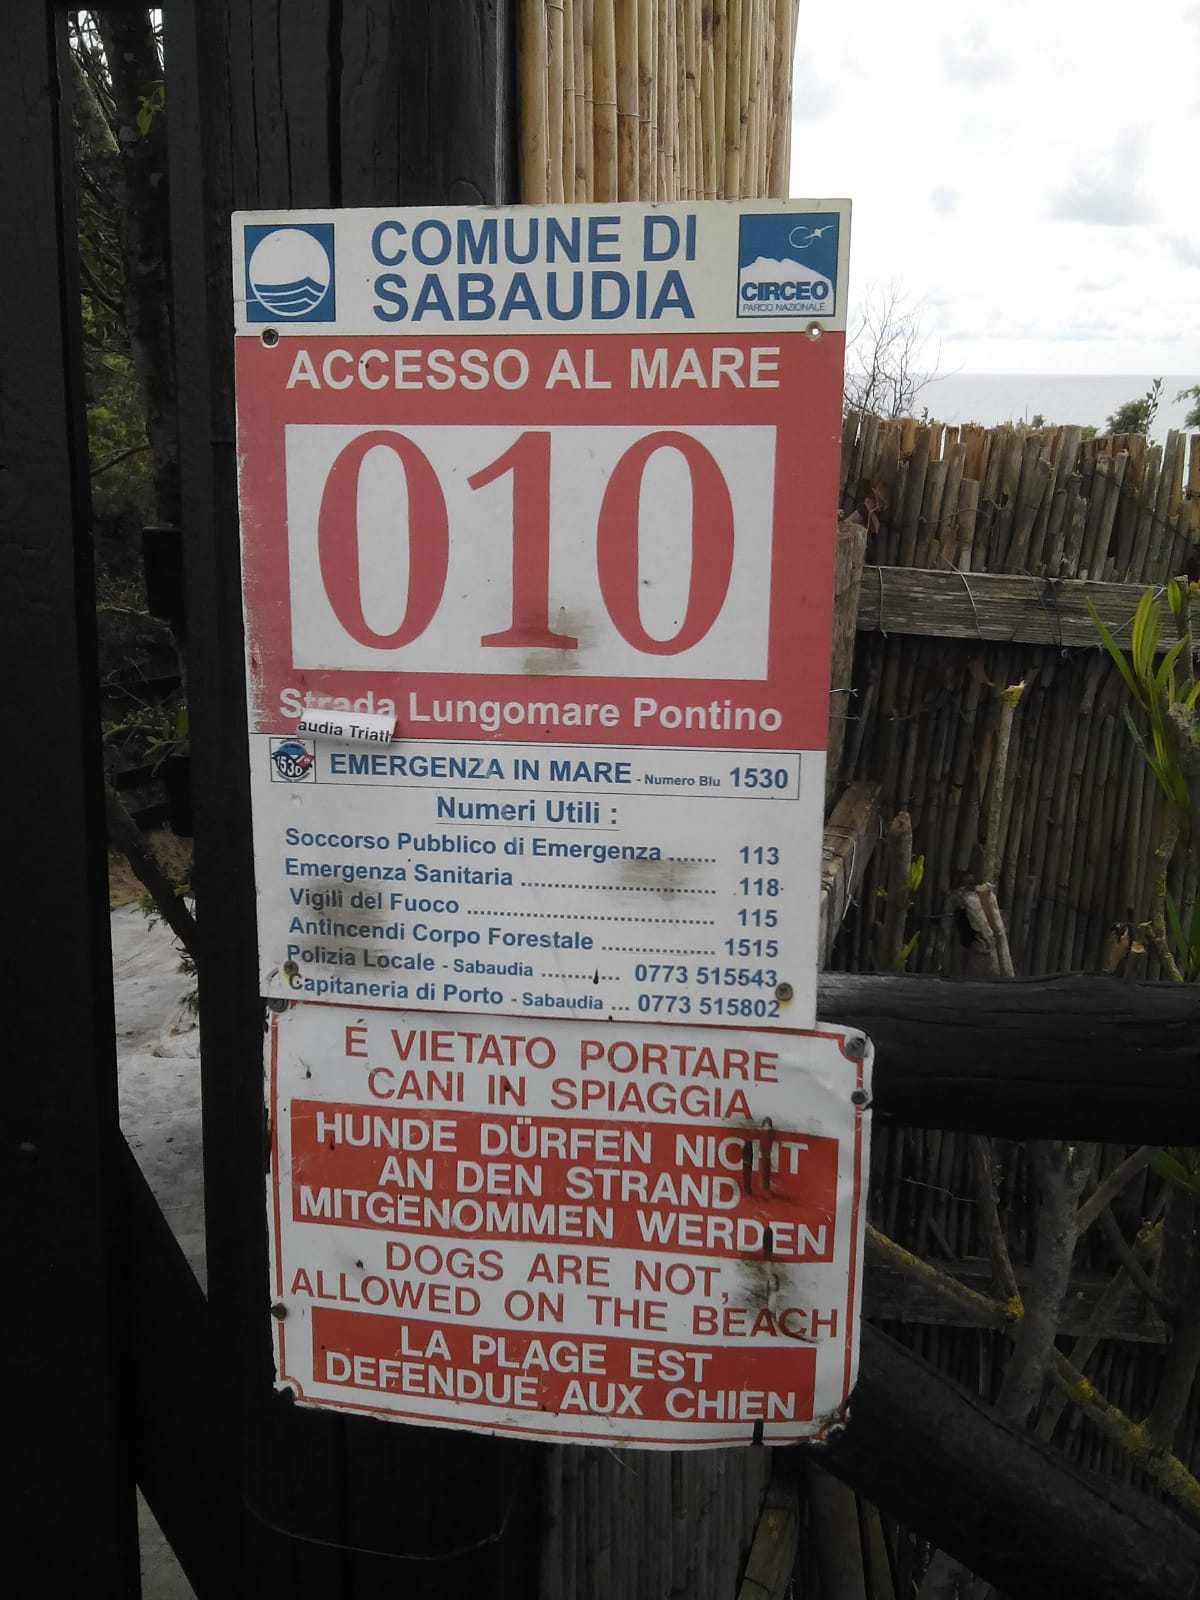 COMUNE DI
SABAUDIA
CIRCEO
PARCO NAZIONALE
ACCESSO AL MARE
010
Strada Lungomare Pontino
audia Triath
1530
EMERGENZA IN MARE - Numero Blu 1530
Numeri Utili :
Soccorso Pubblico di Emergenza ....... 113
Emergenza Sanitaria .............................. 118
Vigili del Fuoco ...................................... 115
Antincendi Corpo Forestale ................ 1515
Polizia Locale - Sabaudia ............ 0773 515543
Capitaneria di Porto - Sabaudia ... 0773 515802
É VIETATO PORTARE
CANI IN SPIAGGIA
HUNDE DÜRFEN NICHT
AN DEN STRAND
MITGENOMMEN WERDEN
DOGS ARE NOT,
ALLOWED ON THE BEACH
LA PLAGE EST
DEFENDUE AUX CHIEN